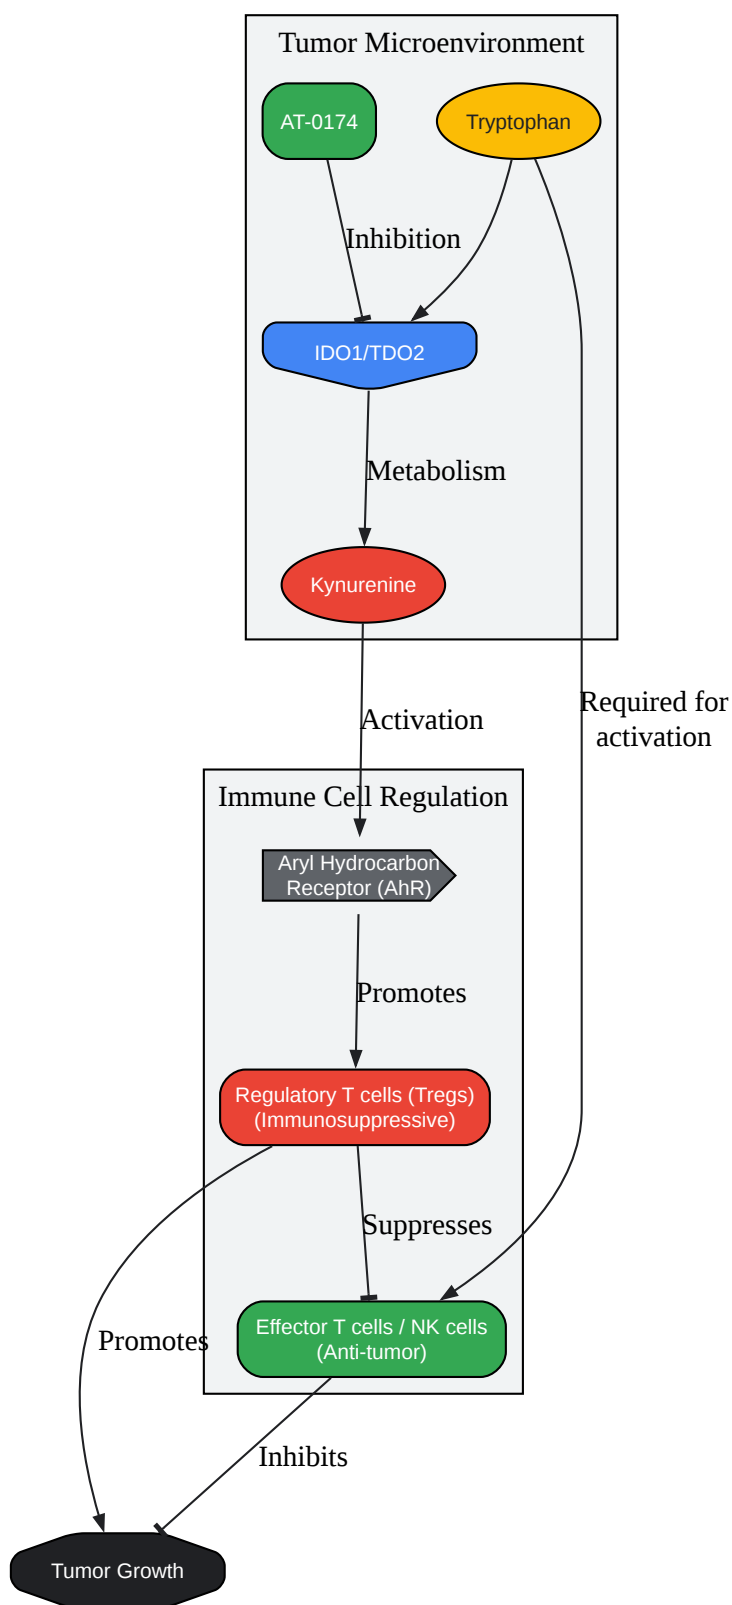 Tumor Microenvironment
AT-0174
Tryptophan
Inhibition
IDO1/TDO2
Metabolism
Kynurenine
Activation
Required for
activation
Immune Cell Regulation
Aryl Hydrocarbon
Receptor (AhR)
Promotes
Regulatory T cells (Tregs)
(Immunosuppressive)
Suppresses
Effector T cells / NK cells
(Anti-tumor)
Promotes
Inhibits
Tumor Growth